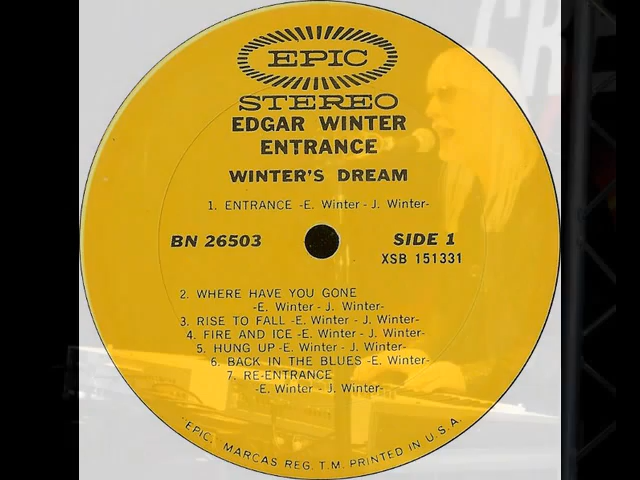 EPIC
STEREO
EDGAR WINTER
ENTRANCE
WINTER'S DREAM
1. ENTRANCE -E. Winter - J. Winter-
BN 26503
SIDE 1
XSB 151331
2. WHERE HAVE YOU GONE
-E. Winter - J. Winter-
3. RISE TO FALL -E. Winter - J. Winter-
4. FIRE AND ICE -E. Winter - J. Winter-
5. HUNG UP -E. Winter - J. Winter-
6. BACK IN THE BLUES -E. Winter-
7. RE-ENTRANCE
-E. Winter - J. Winter-
"EPIC," MARCAS REG. T.M. PRINTED IN U.S.A.
CR